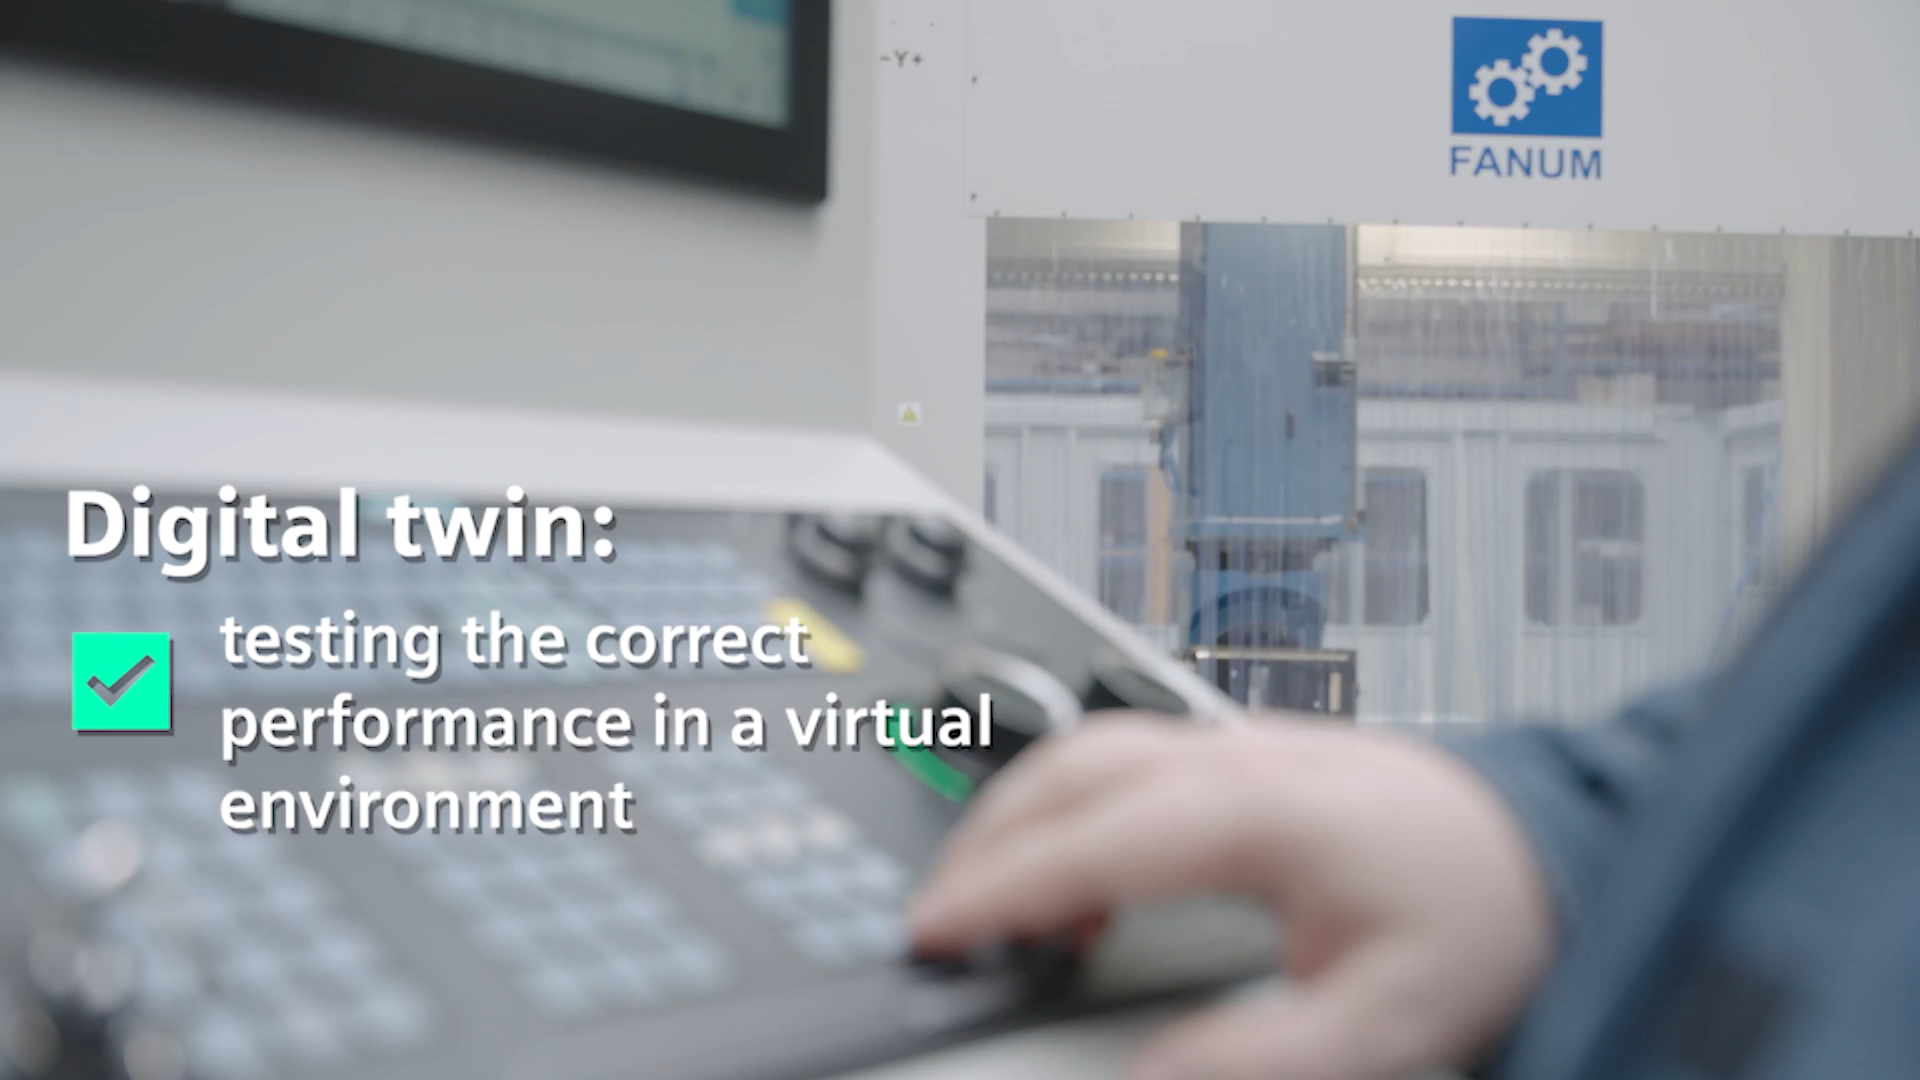 -Y+
FANUM
Digital twin:
testing the correct
performance in a virtual
environment